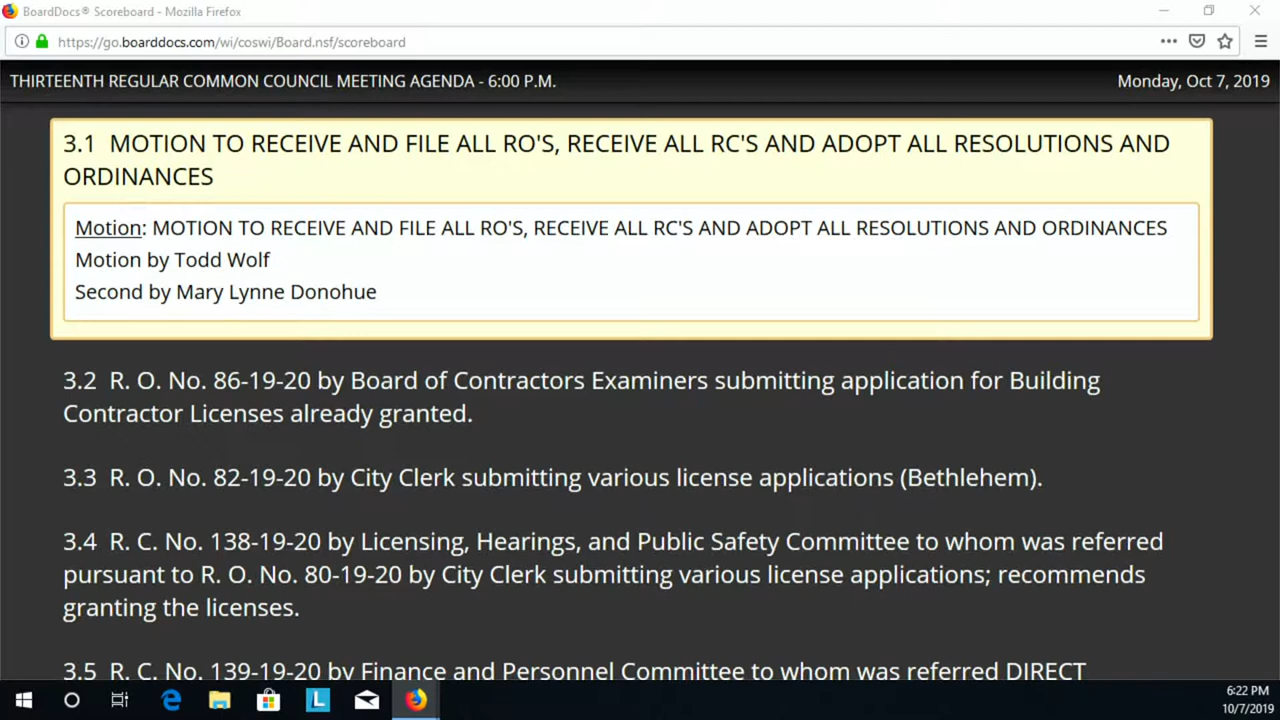 BoardDocs® Scoreboard - Mozilla Firefox
https://go.boarddocs.com/wi/coswi/Board.nsf/scoreboard
THIRTEENTH REGULAR COMMON COUNCIL MEETING AGENDA - 6:00 P.M. Monday, Oct 7, 2019
3.1 MOTION TO RECEIVE AND FILE ALL RO'S, RECEIVE ALL RC'S AND ADOPT ALL RESOLUTIONS AND
ORDINANCES
Motion: MOTION TO RECEIVE AND FILE ALL RO'S, RECEIVE ALL RC'S AND ADOPT ALL RESOLUTIONS AND ORDINANCES
Motion by Todd Wolf
Second by Mary Lynne Donohue
3.2 R. O. No. 86-19-20 by Board of Contractors Examiners submitting application for Building
Contractor Licenses already granted.
3.3 R. O. No. 82-19-20 by City Clerk submitting various license applications (Bethlehem).
3.4 R. C. No. 138-19-20 by Licensing, Hearings, and Public Safety Committee to whom was referred
pursuant to R. O. No. 80-19-20 by City Clerk submitting various license applications; recommends
granting the licenses.
3.5 R. C. No. 139-19-20 by Finance and Personnel Committee to whom was referred DIRECT
L
6:22 PM
10/7/2019